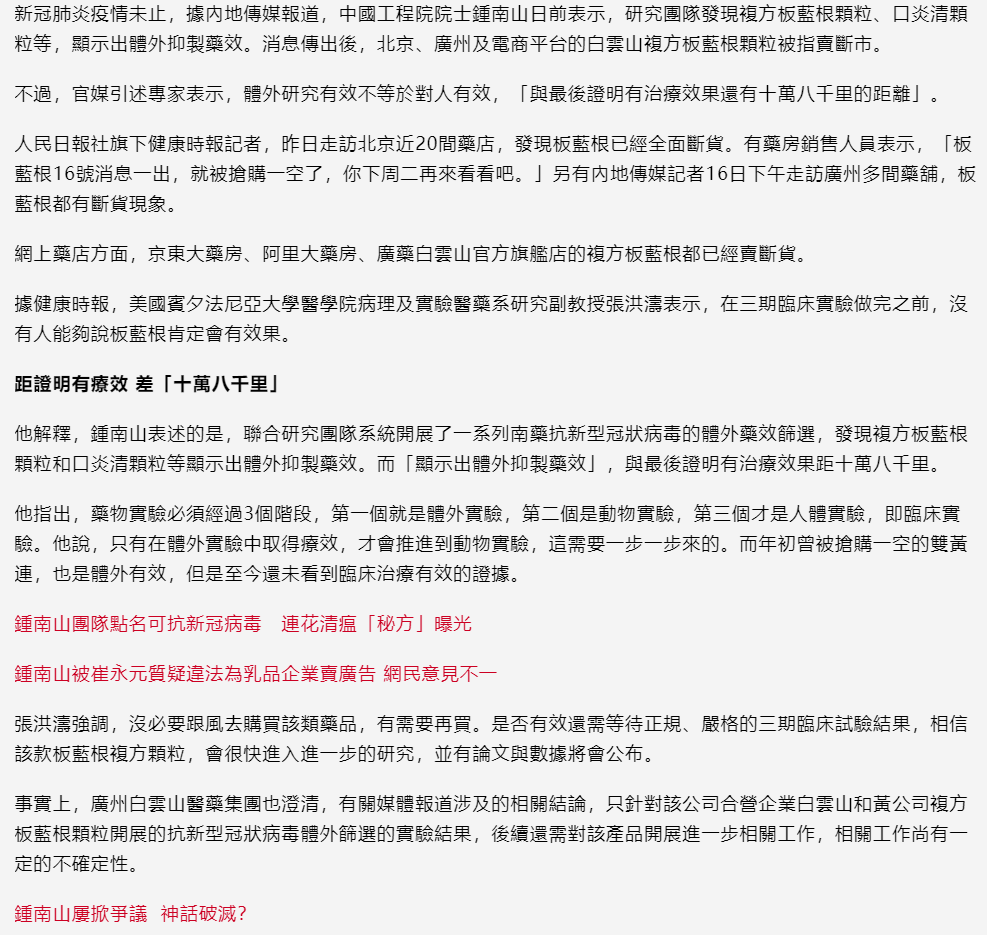 新冠肺炎疫情未止，據內地傳媒報道，中國工程院院士鍾南山日前表示，研究團隊發現複方板藍根顆粒、口炎清顆
粒等，顯示出體外抑製藥效。消息傳出後，北京、廣州及電商平台的白雲山複方板藍根顆粒被指賣斷市。
不過，官媒引述專家表示，體外研究有效不等於對人有效，「與最後證明有治療效果還有十萬八千里的距離」。
人民日報社旗下健康時報記者，昨日走訪北京近20間藥店，發現板藍根已經全面斷貨。有藥房銷售人員表示，「板
藍根16號消息一出，就被搶購一空了，你下周二再來看看吧。」另有內地傳媒記者16日下午走訪廣州多間藥舖，板
藍根都有斷貨現象。
網上藥店方面，京東大藥房、阿里大藥房、廣藥白雲山官方旗艦店的複方板藍根都已經賣斷貨。
據健康時報，美國賓夕法尼亞大學醫學院病理及實驗醫藥系研究副教授張洪濤表示，在三期臨床實驗做完之前，沒
有人能夠說板藍根肯定會有效果。
距證明有療效 差「十萬八千里」
他解釋，鍾南山表述的是，聯合研究團隊系統開展了一系列南藥抗新型冠狀病毒的體外藥效篩選，發現複方板藍根
顆粒和口炎清顆粒等顯示出體外抑製藥效。而「顯示出體外抑製藥效」，與最後證明有治療效果距十萬八千里。
他指出，藥物實驗必須經過3個階段，第一個就是體外實驗，第二個是動物實驗，第三個才是人體實驗，即臨床實
驗。他說，只有在體外實驗中取得療效，才會推進到動物實驗，這需要一步一步來的。而年初曾被搶購一空的雙黃
連，也是體外有效，但是至今還未看到臨床治療有效的證據。
鍾南山團隊點名可抗新冠病毒　連花清瘟「秘方」曝光
鍾南山被崔永元質疑違法為乳品企業賣廣告 網民意見不一
張洪濤強調，沒必要跟風去購買該類藥品，有需要再買。是否有效還需等待正規、嚴格的三期臨床試驗結果，相信
該款板藍根複方顆粒，會很快進入進一步的研究，並有論文與數據將會公布。
事實上，廣州白雲山醫藥集團也澄清，有關媒體報道涉及的相關結論，只針對該公司合營企業白雲山和黃公司複方
板藍根顆粒開展的抗新型冠狀病毒體外篩選的實驗結果，後續還需對該產品開展進一步相關工作，相關工作尚有一
定的不確定性。
鍾南山屢掀爭議  神話破滅？